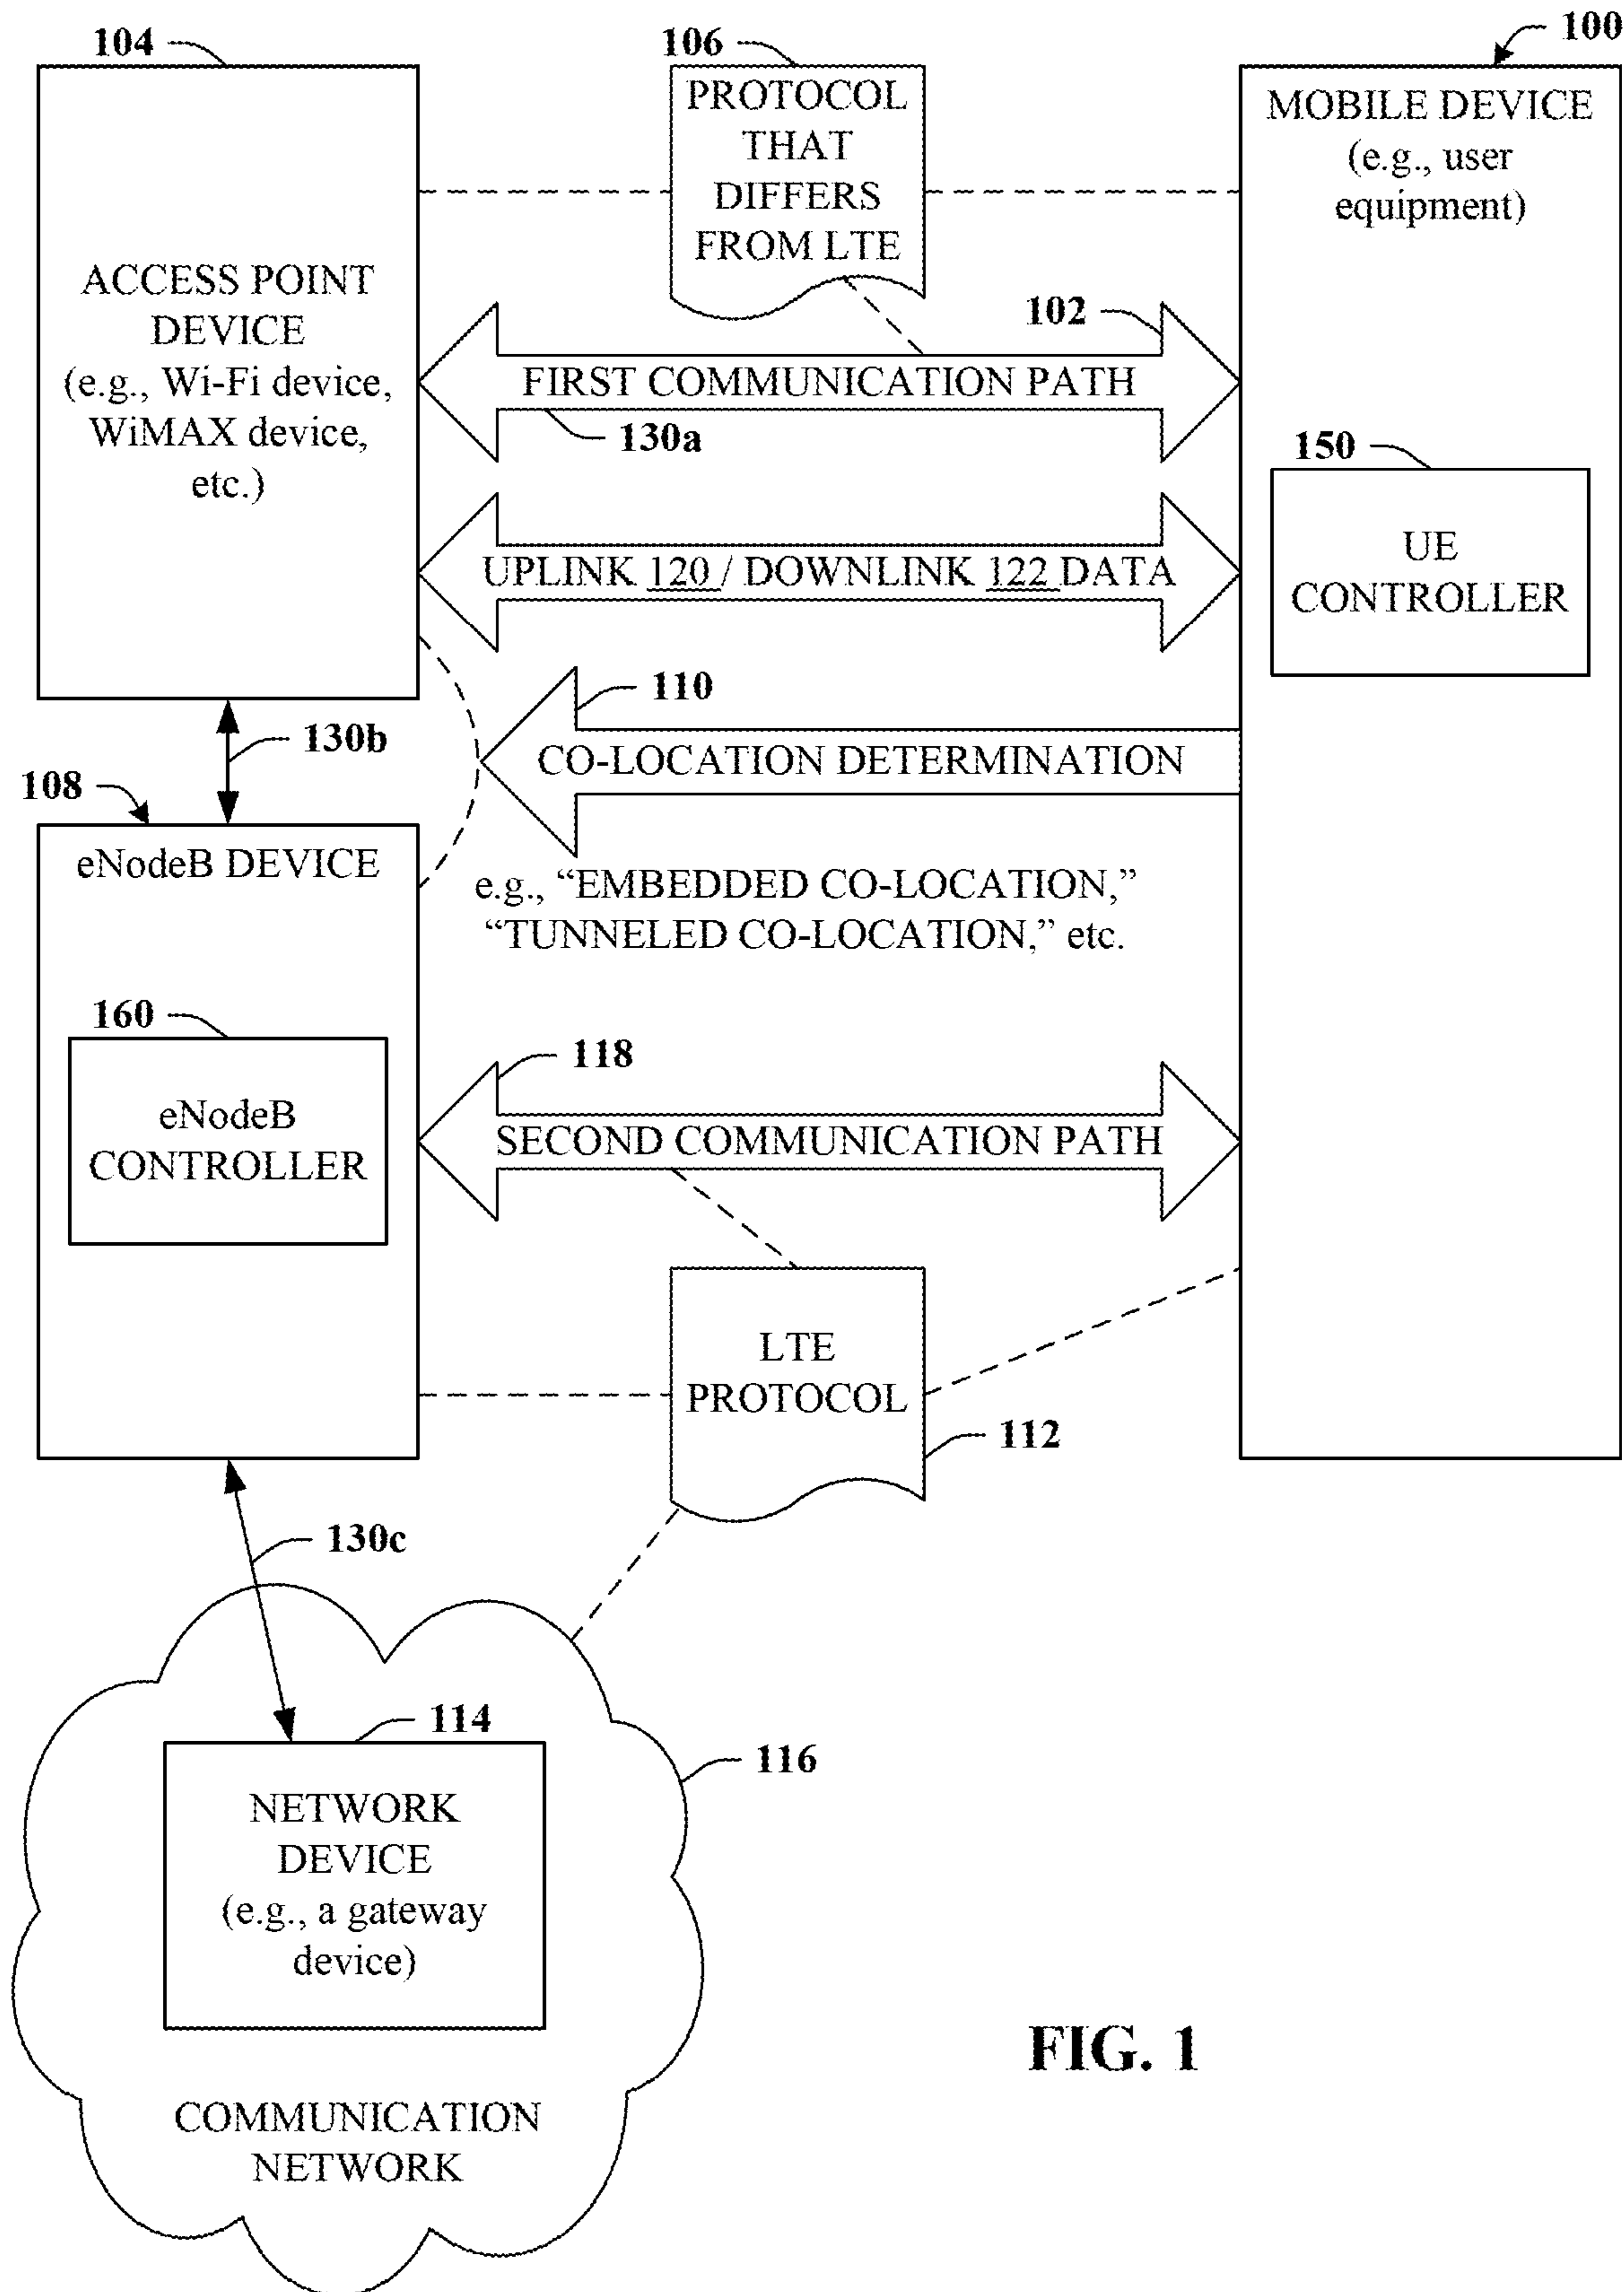 104
106
100
PROTOCOL
THAT
DIFFERS
FROM LTE
MOBILE DEVICE
(e.g., user
equipment)
ACCESS POINT
DEVICE
(e.g., Wi-Fi device,
WiMAX device,
etc.)
102
FIRST COMMUNICATION PATH
130a
150
UE
CONTROLLER
UPLINK 120 / DOWNLINK 122 DATA
110
CO-LOCATION DETERMINATION
130b
108
eNodeB DEVICE
e.g., “EMBEDDED CO-LOCATION,”
“TUNNELED CO-LOCATION,” etc.
160
eNodeB
CONTROLLER
118
SECOND COMMUNICATION PATH
LTE
PROTOCOL
112
130c
114
116
NETWORK
DEVICE
(e.g., a gateway
device)
COMMUNICATION
NETWORK
FIG. 1